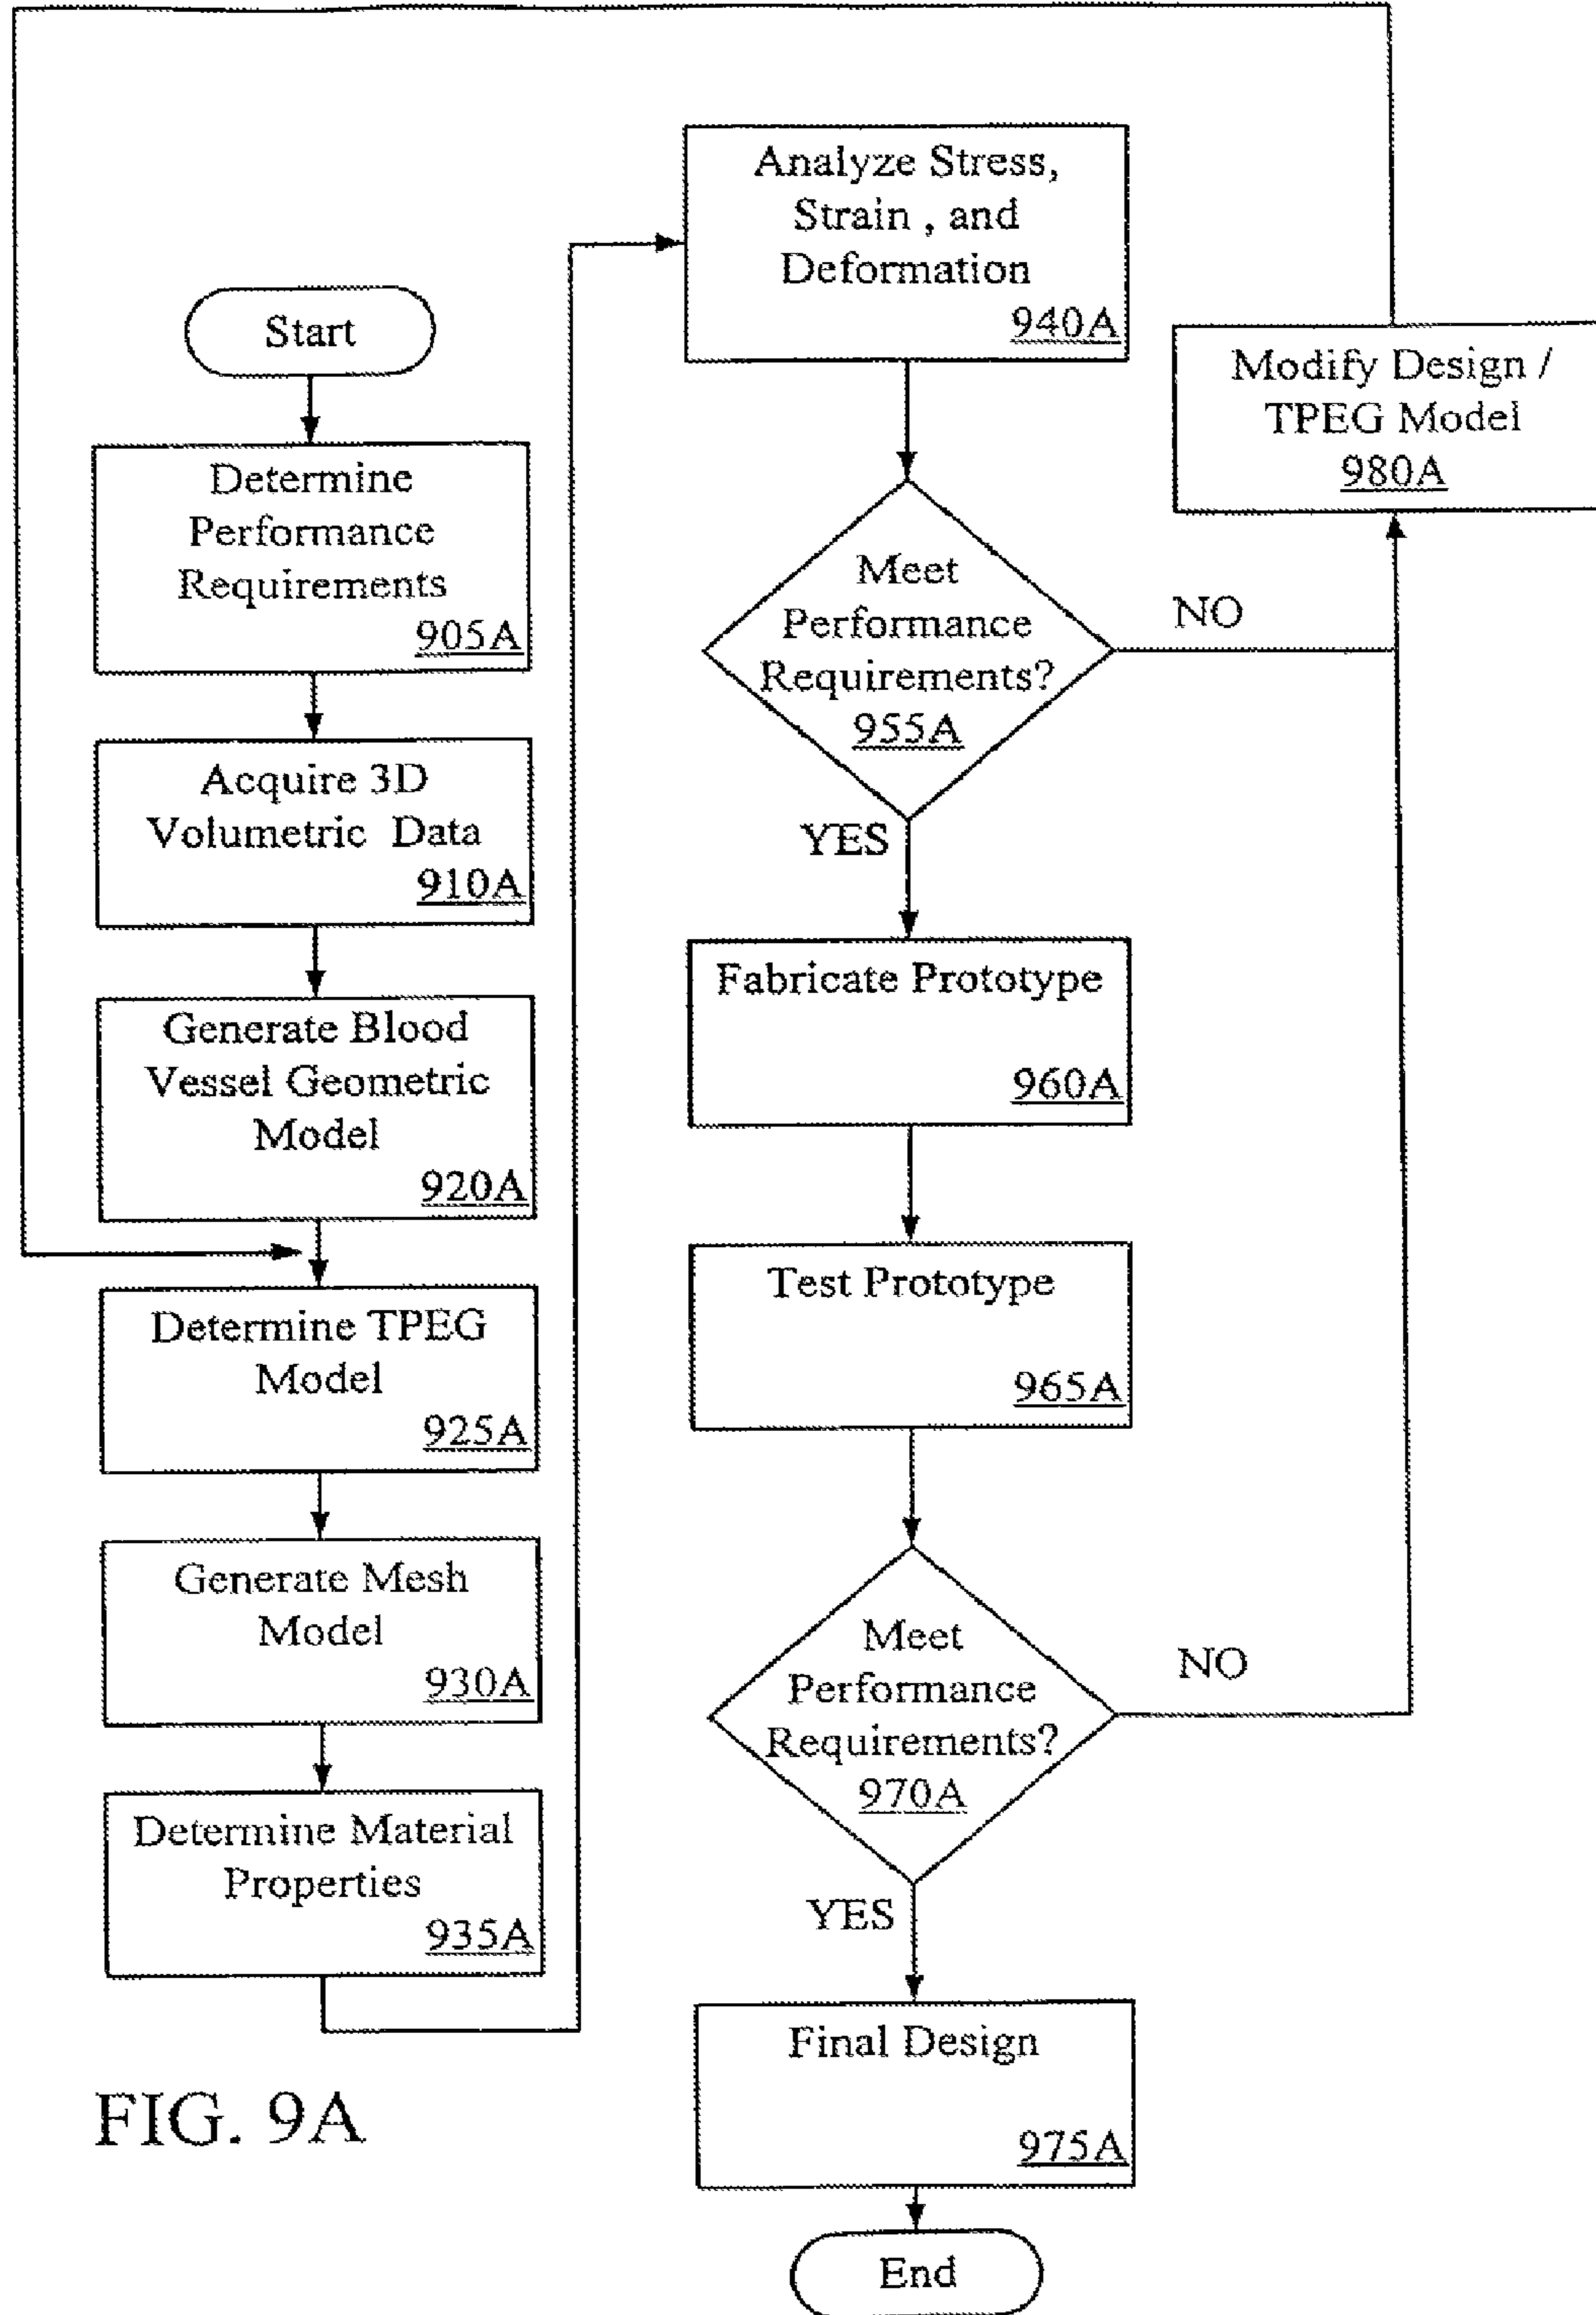 Start
Determine
Performance
Requirements
905A
Acquire 3D
Volumetric Data
910A
Generate Blood
Vessel Geometric
Model
920A
Determine TPEG
Model
925A
Generate Mesh
Model
930A
Determine Material
Properties
935A
Analyze Stress,
Strain , and
Deformation
940A
Meet
Performance
Requirements?
955A
NO
YES
Modify Design /
TPEG Model
980A
Fabricate Prototype
960A
Test Prototype
965A
Meet
Performance
Requirements?
970A
NO
YES
Final Design
975A
End
FIG. 9A